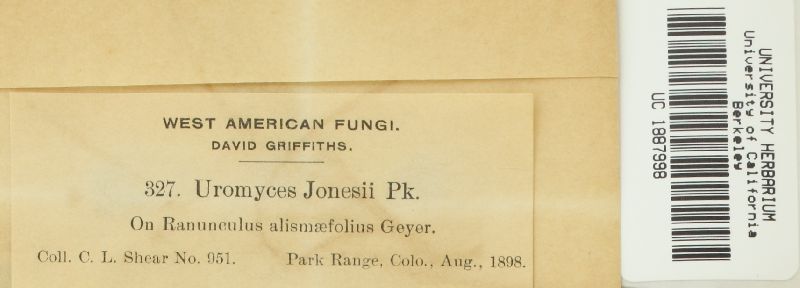 WEST AMERICAN FUNGI.
DAVID GRIFFITHS.
327. Uromyces Jonesii Pk.
On Ranunculus alismæfolius Geyer.
Coll. C. L. Shear No. 951. Park Range, Colo., Aug., 1898.
UNIVERSITY HERBARIUM
University of California
Berkeley
UC 1887998